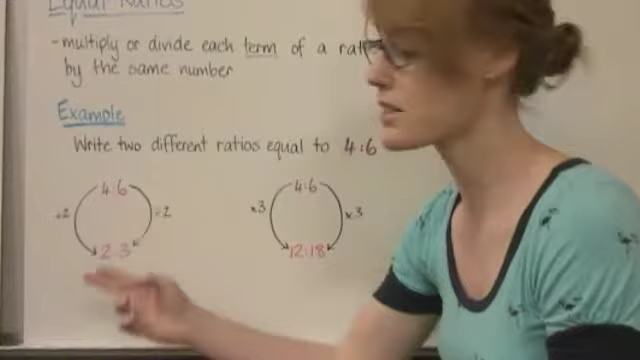 Equal Ratios
-multiply or divide each term of a
by the same number
Example
Write two different ratios equal to 4:6
4:6 4:6
÷2 ÷2 ×3 ×3
2:3 12:18